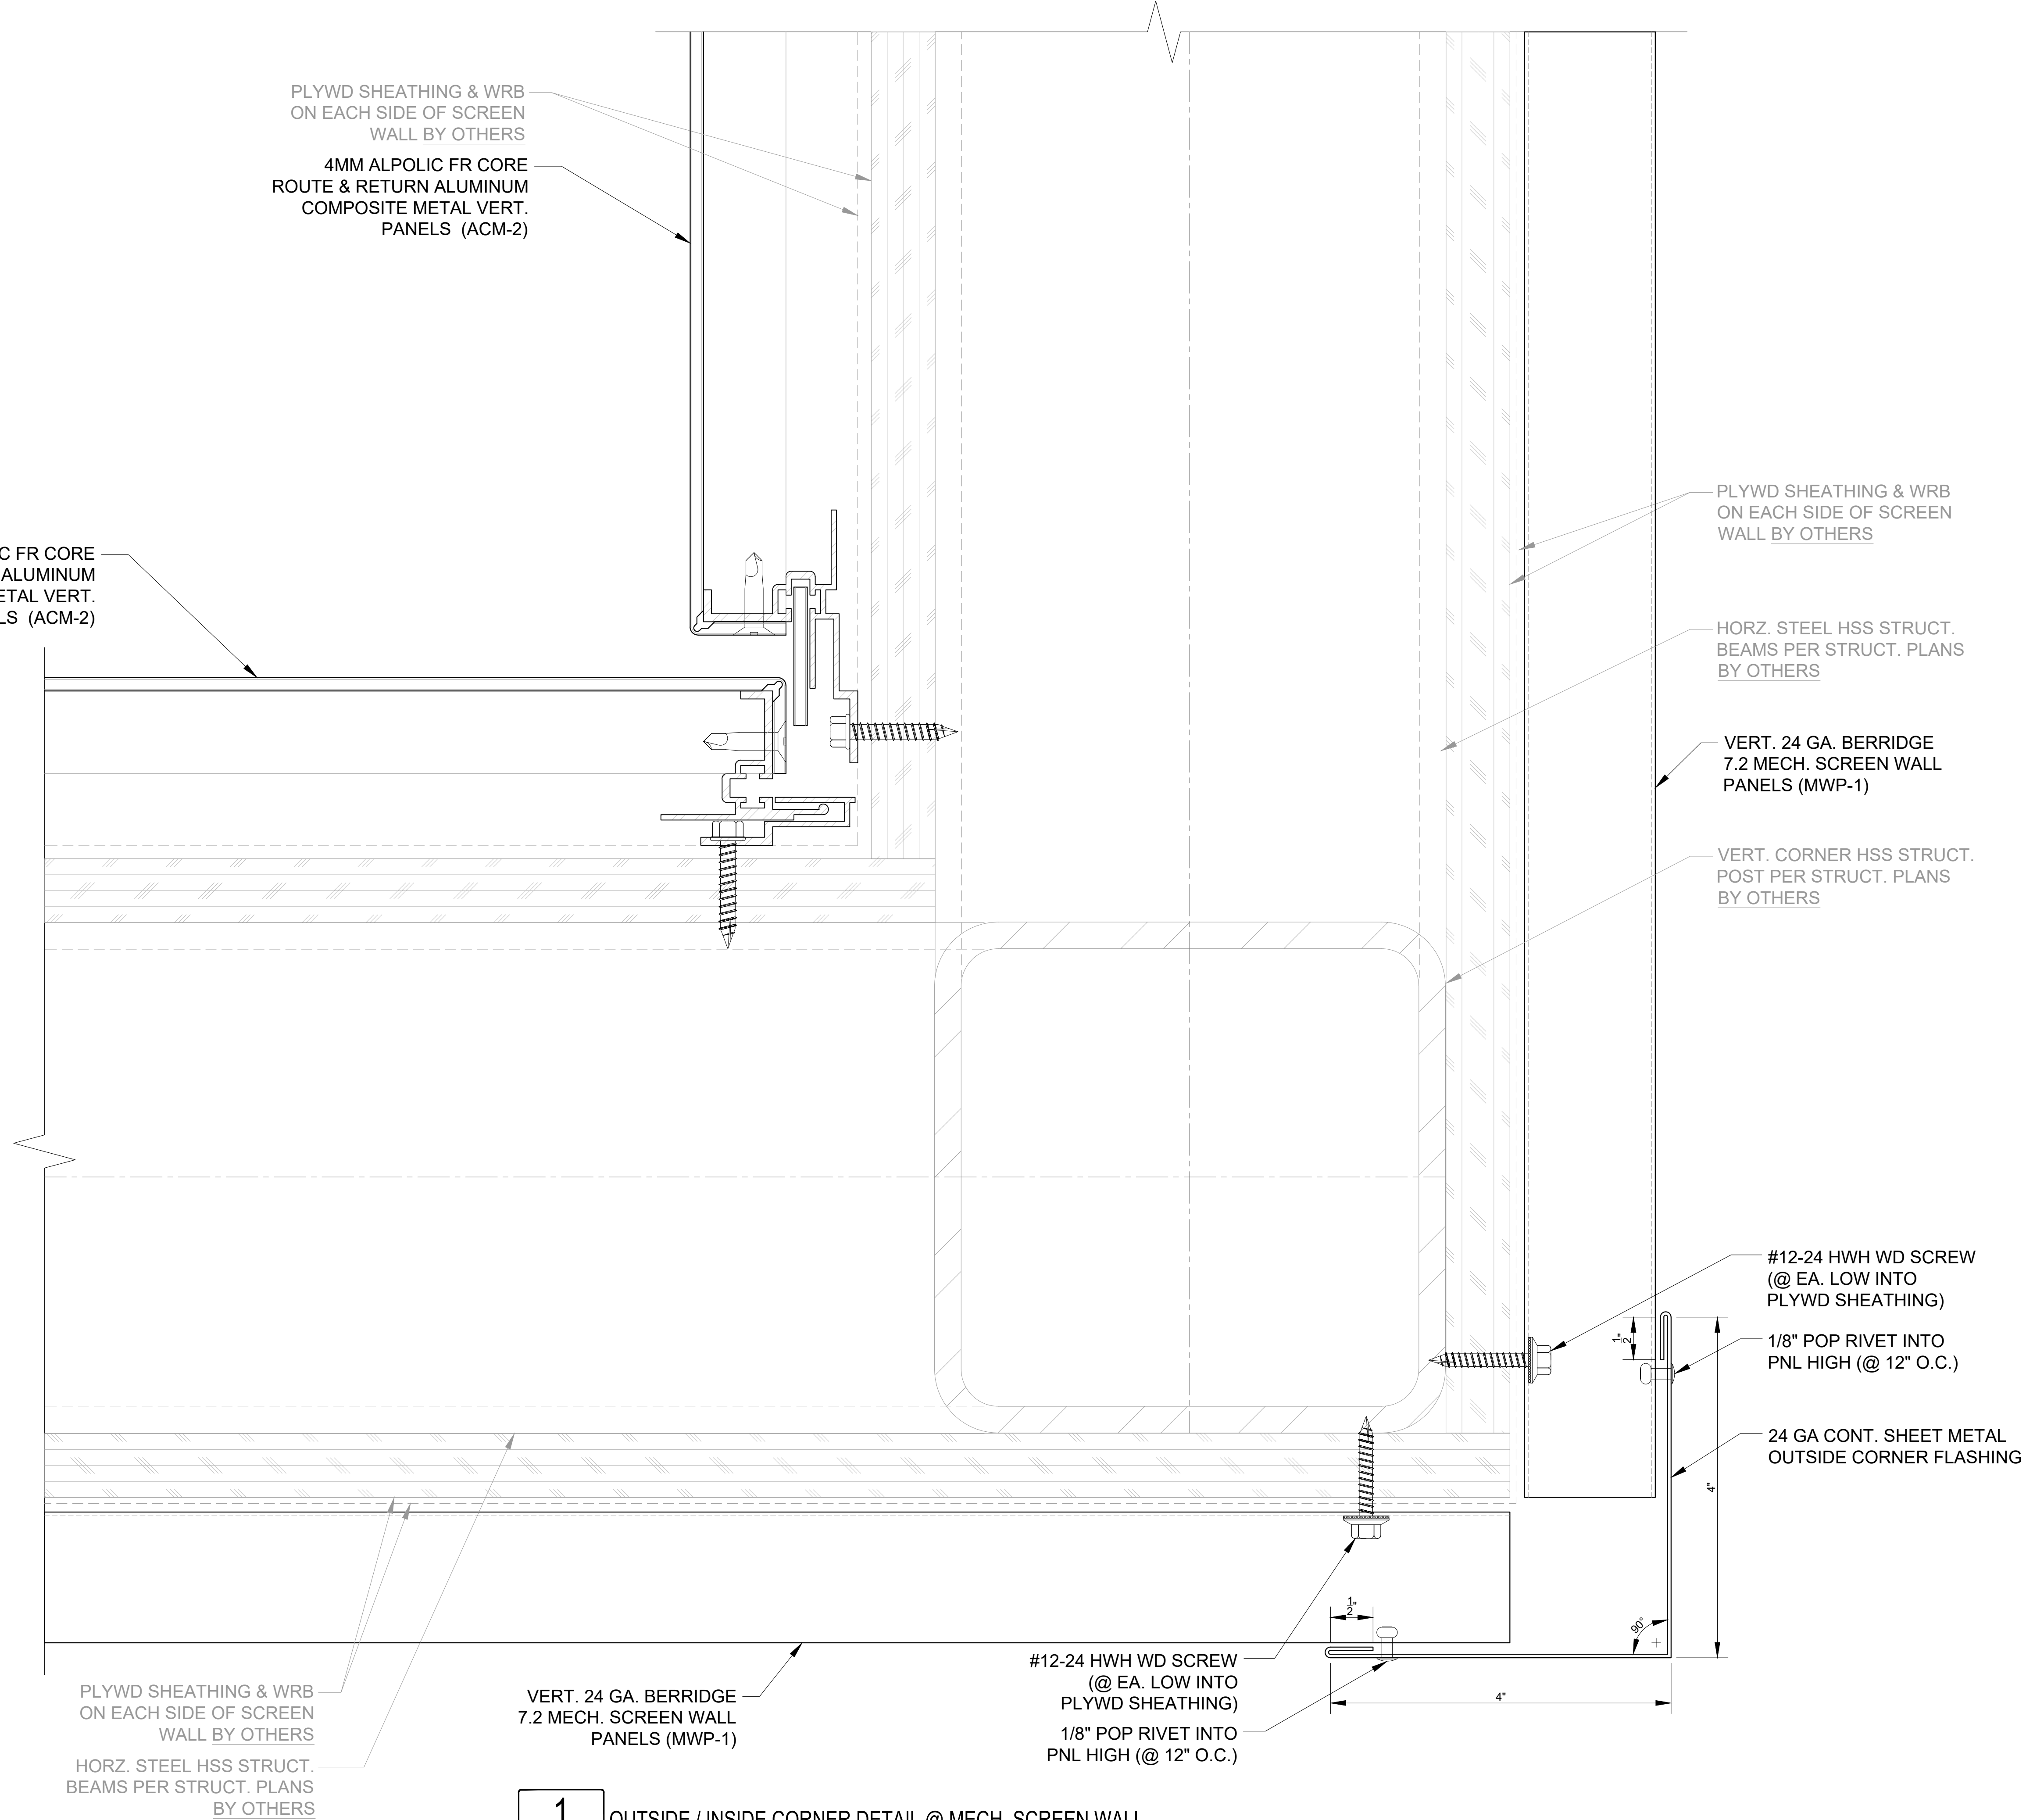 PLYWD SHEATHING & WRB
ON EACH SIDE OF SCREEN
WALL BY OTHERS
4MM ALPOLIC FR CORE
ROUTE & RETURN ALUMINUM
COMPOSITE METAL VERT.
PANELS (ACM-2)
FR CORE
ALUMINUM
VERT.
(ACM-2)
PLYWD SHEATHING & WRB
ON EACH SIDE OF SCREEN
WALL BY OTHERS
HORZ. STEEL HSS STRUCT.
BEAMS PER STRUCT. PLANS
BY OTHERS
VERT. 24 GA. BERRIDGE
7.2 MECH. SCREEN WALL
PANELS (MWP-1)
VERT. CORNER HSS STRUCT.
POST PER STRUCT. PLANS
BY OTHERS
#12-24 HWH WD SCREW
(@ EA. LOW INTO
PLYWD SHEATHING)
1/8" POP RIVET INTO
PNL HIGH (@ 12" O.C.)
24 GA CONT. SHEET METAL
OUTSIDE CORNER FLASHING
1/2"
4"
90°
1/2"
4"
#12-24 HWH WD SCREW
(@ EA. LOW INTO
PLYWD SHEATHING)
1/8" POP RIVET INTO
PNL HIGH (@ 12" O.C.)
VERT. 24 GA. BERRIDGE
7.2 MECH. SCREEN WALL
PANELS (MWP-1)
PLYWD SHEATHING & WRB
ON EACH SIDE OF SCREEN
WALL BY OTHERS
HORZ. STEEL HSS STRUCT.
BEAMS PER STRUCT. PLANS
BY OTHERS
1
OUTSIDE / INSIDE CORNER DETAIL @ MECH. SCREEN WALL